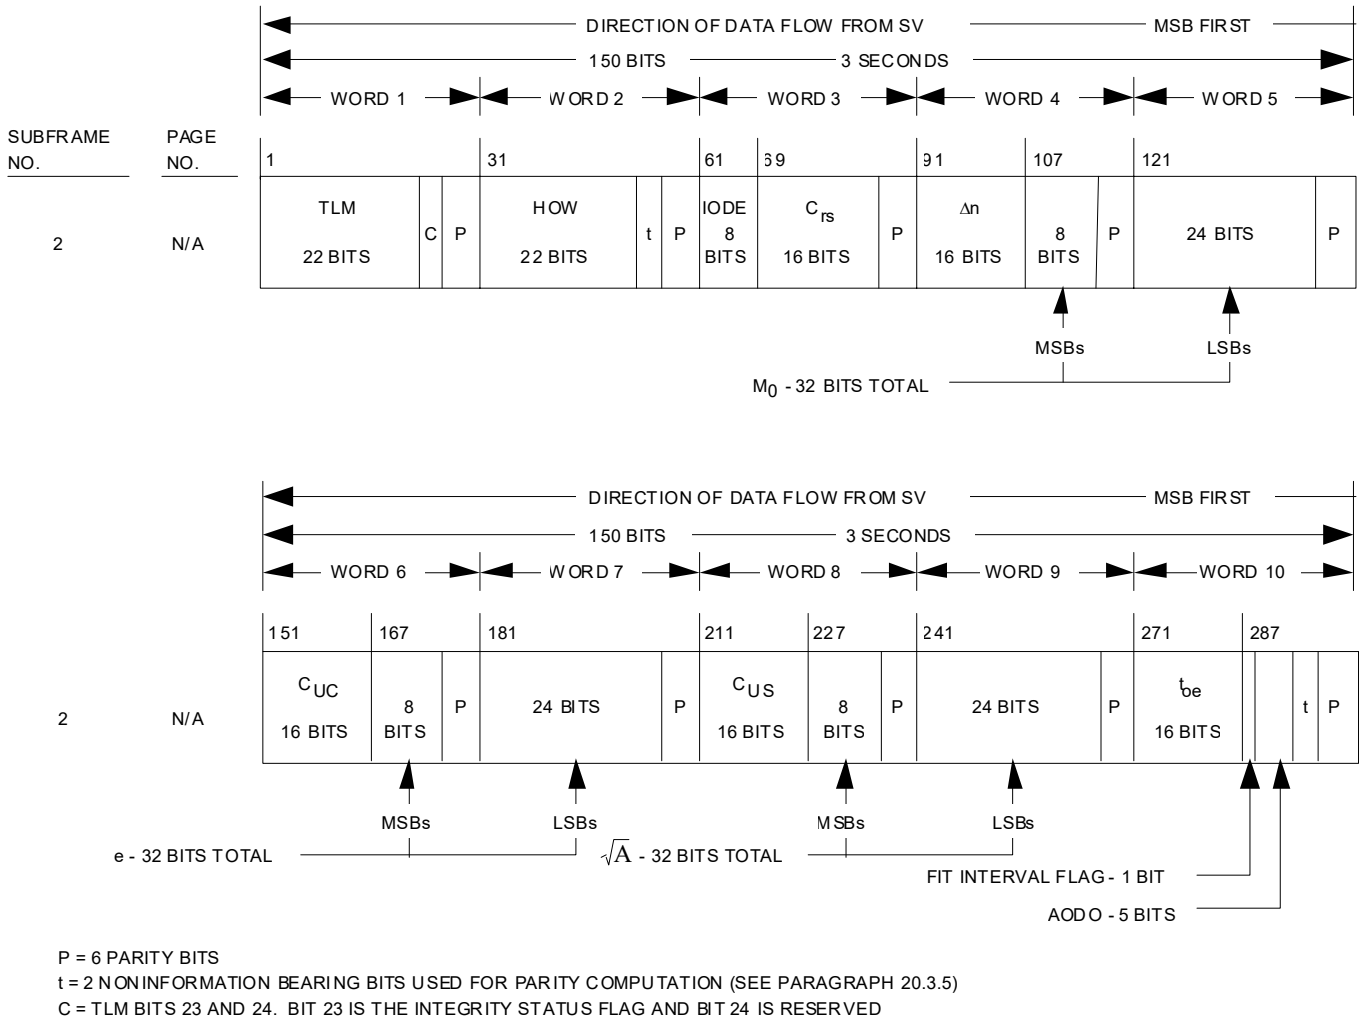 DIRECTION OF DATA FLOW FROM SV MSB FIRST
150 BITS 3 SECONDS
WORD 1 WORD 2 WORD 3 WORD 4 WORD 5
SUBFRAME PAGE
NO. NO.
1 31 61 69 91 107 121
TLM HOW IODE Crs Δn
2 N/A C P t P 8 P 8 P 24 BITS P
22 BITS 22 BITS BITS 16 BITS 16 BITS BITS
MSBs LSBs
M0 - 32 BITS TOTAL
DIRECTION OF DATA FLOW FROM SV MSB FIRST
150 BITS 3 SECONDS
WORD 6 WORD 7 WORD 8 WORD 9 WORD 10
151 167 181 211 227 241 271 287
CUC CUS toe
2 N/A 8 P 24 BITS P 8 P 24 BITS P t P
16 BITS BITS 16 BITS BITS 16 BITS
MSBs LSBs MSBs LSBs
e - 32 BITS TOTAL √A - 32 BITS TOTAL
FIT INTERVAL FLAG - 1 BIT
AODO - 5 BITS
P = 6 PARITY BITS
t = 2 NONINFORMATION BEARING BITS USED FOR PARITY COMPUTATION (SEE PARAGRAPH 20.3.5)
C = TLM BITS 23 AND 24. BIT 23 IS THE INTEGRITY STATUS FLAG AND BIT 24 IS RESERVED